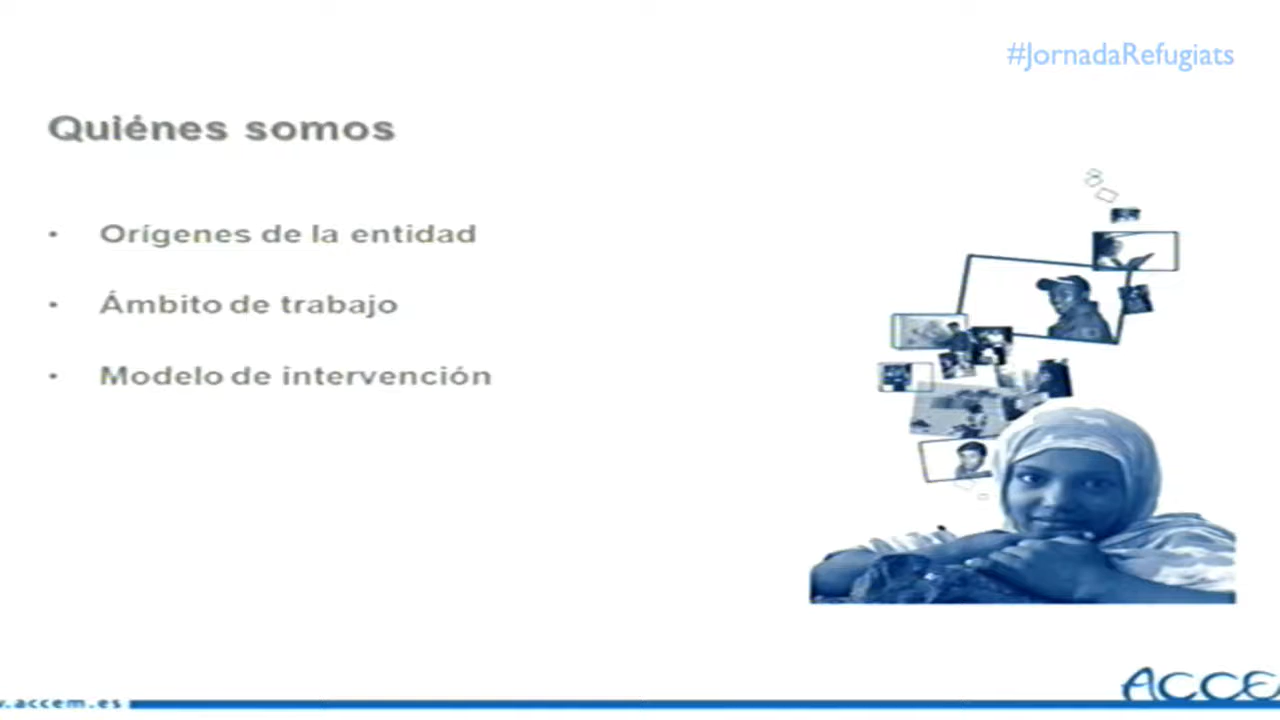 #JornadaRefugiats
Quiénes somos
• Orígenes de la entidad
• Ámbito de trabajo
• Modelo de intervención
ACCE
.accem.es